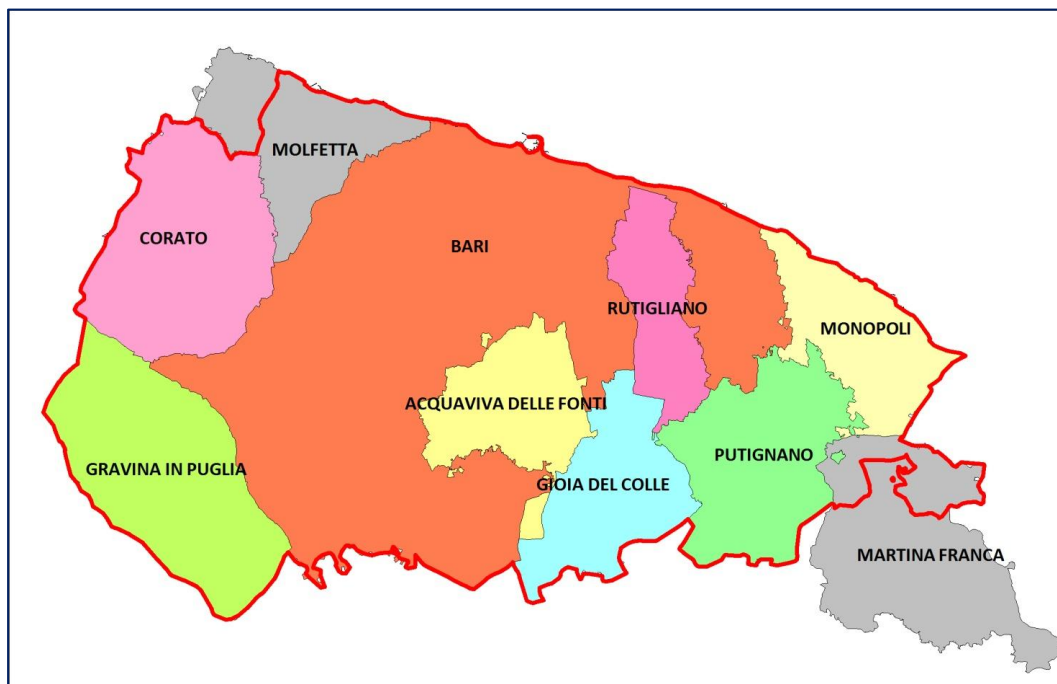 MOLFETTA
CORATO
BARI
RUTIGLIANO
MONOPOLI
ACQUAVIVA DELLE FONTI
PUTIGNANO
GRAVINA IN PUGLIA
GIOIA DEL COLLE
MARTINA FRANCA